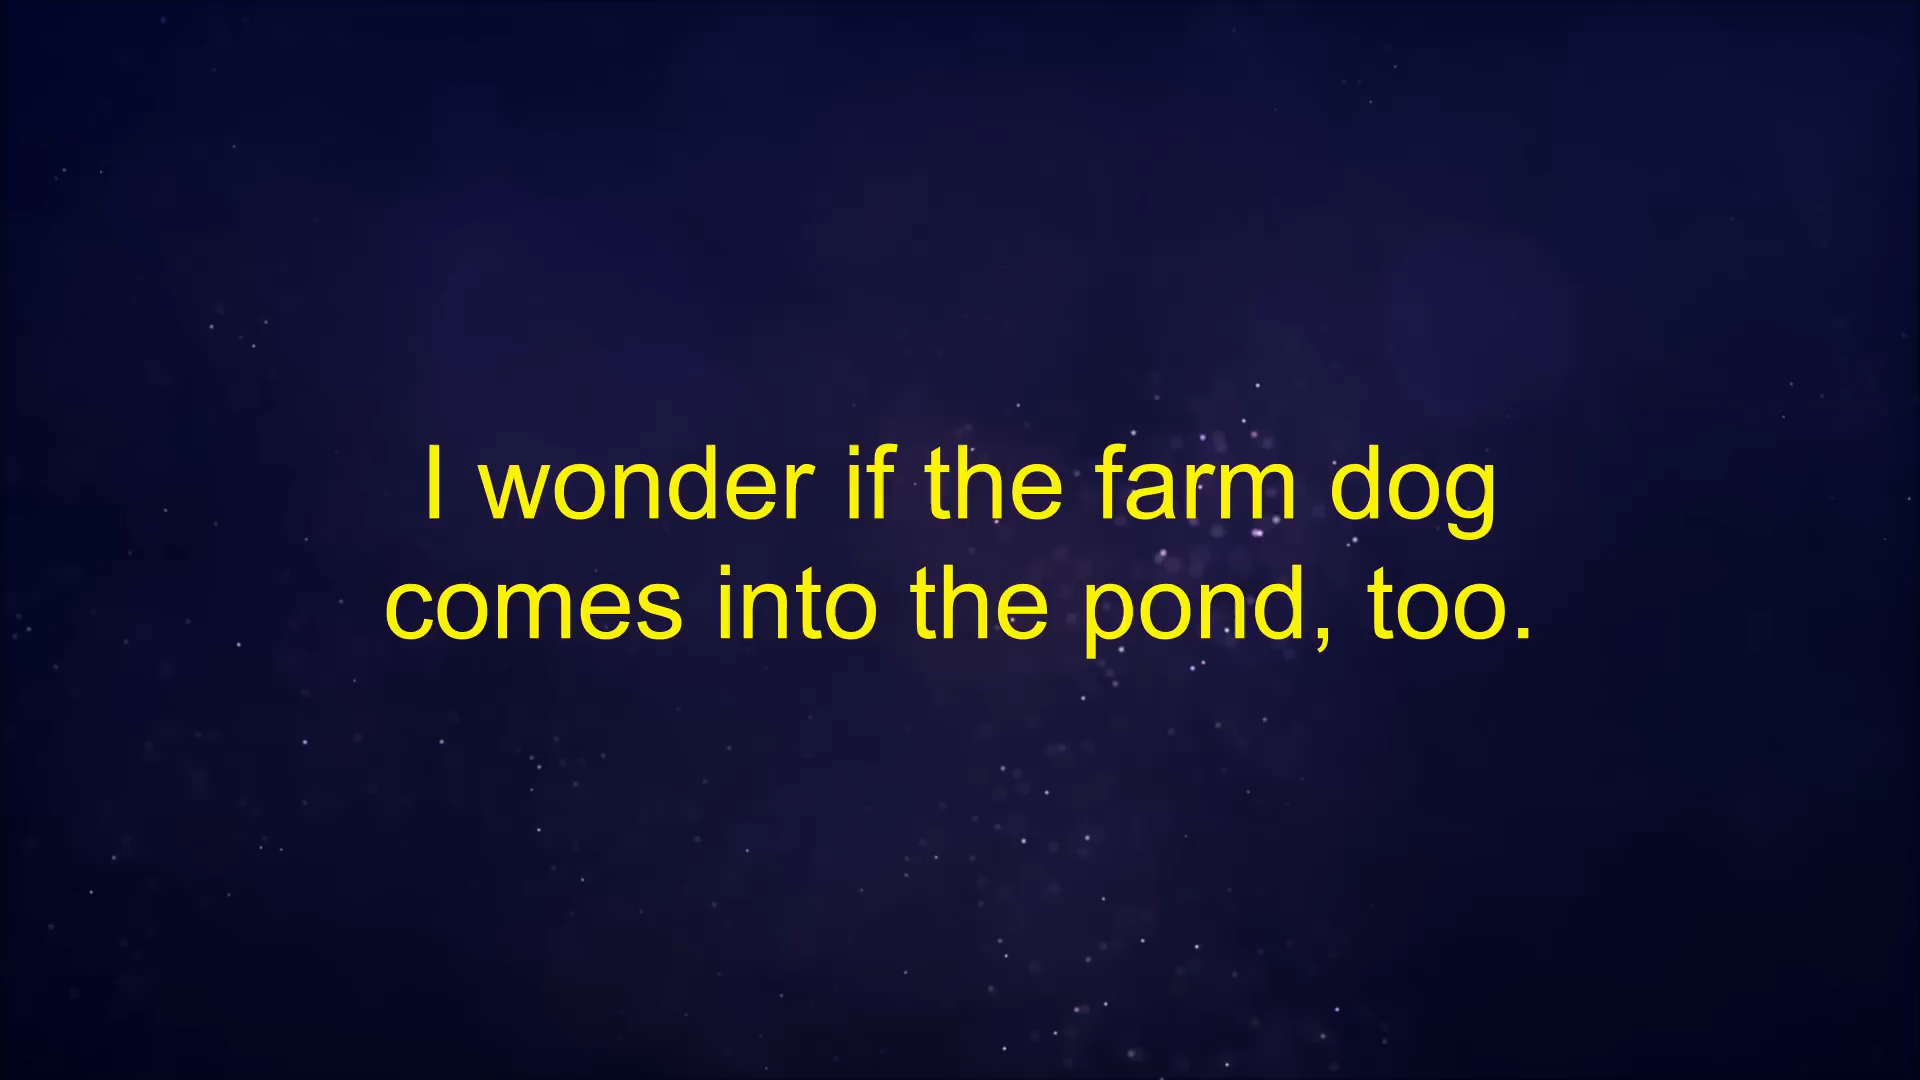 I wonder if the farm dog
comes into the pond, too.